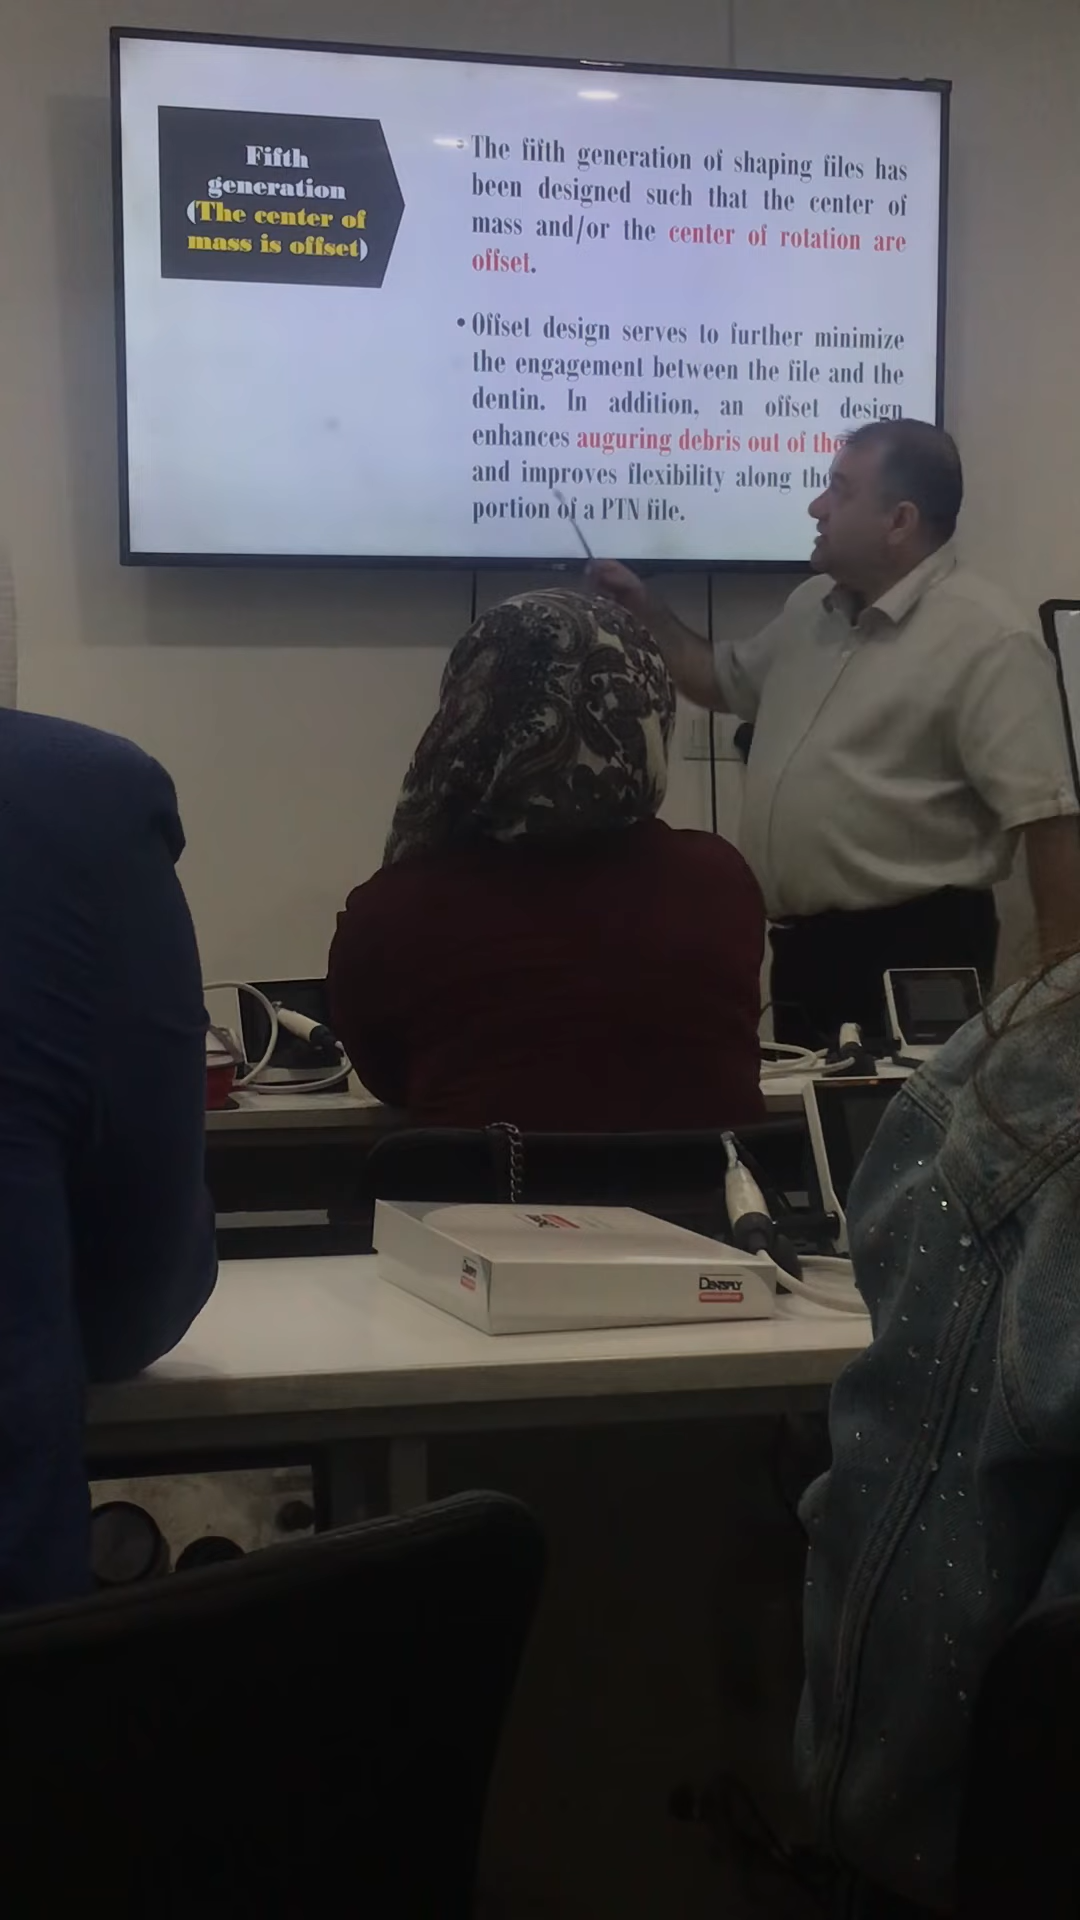 Fifth
generation
(The center of
mass is offset)
• The fifth generation of shaping files has
been designed such that the center of
mass and/or the center of rotation are
offset.
• Offset design serves to further minimize
the engagement between the file and the
dentin. In addition, an offset design
enhances auguring debris out of the
and improves flexibility along the
portion of a PTN file.
DENTSPLY